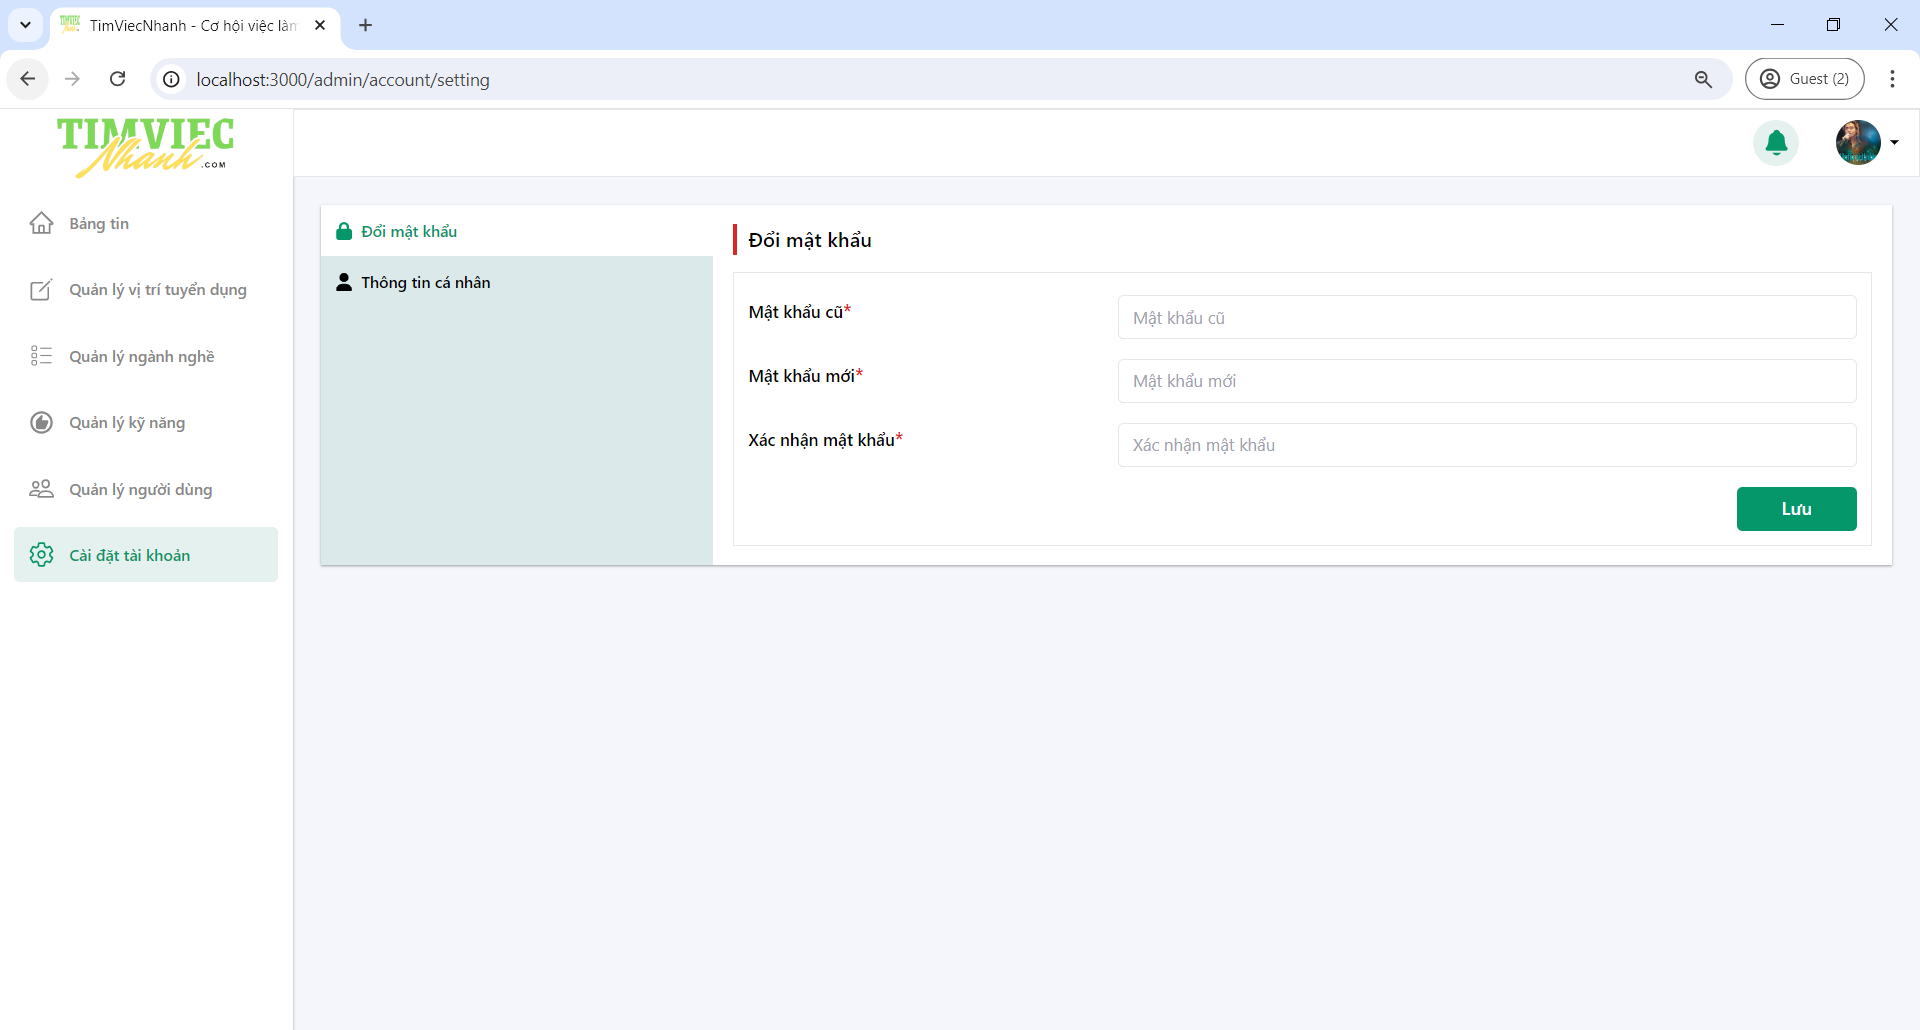 TimViecNhanh - Cơ hội việc làm
localhost:3000/admin/account/setting
Guest (2)
TIMVIEC
Nhanh.COM
Bảng tin
Quản lý vị trí tuyển dụng
Quản lý ngành nghề
Quản lý kỹ năng
Quản lý người dùng
Cài đặt tài khoản
Đổi mật khẩu
Thông tin cá nhân
Đổi mật khẩu
Mật khẩu cũ*
Mật khẩu cũ
Mật khẩu mới*
Mật khẩu mới
Xác nhận mật khẩu*
Xác nhận mật khẩu
Lưu